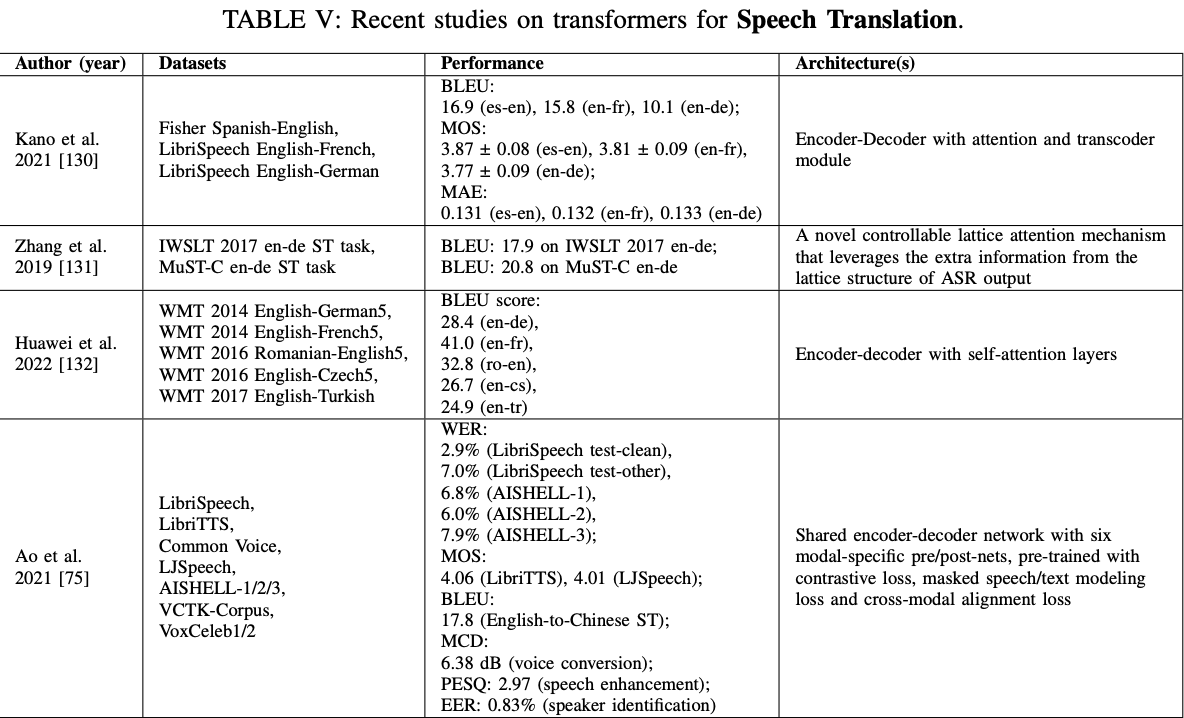 TABLE V: Recent studies on transformers for Speech Translation.
Author (year)
Datasets
Performance
Architecture(s)
Kano et al.
2021 [130]
Fisher Spanish-English,
LibriSpeech English-French,
LibriSpeech English-German
BLEU:
16.9 (es-en), 15.8 (en-fr), 10.1 (en-de);
MOS:
3.87 ± 0.08 (es-en), 3.81 ± 0.09 (en-fr),
3.77 ± 0.09 (en-de);
MAE:
0.131 (es-en), 0.132 (en-fr), 0.133 (en-de)
Encoder-Decoder with attention and transcoder
module
Zhang et al.
2019 [131]
IWSLT 2017 en-de ST task,
MuST-C en-de ST task
BLEU: 17.9 on IWSLT 2017 en-de;
BLEU: 20.8 on MuST-C en-de
A novel controllable lattice attention mechanism
that leverages the extra information from the
lattice structure of ASR output
Huawei et al.
2022 [132]
WMT 2014 English-German5,
WMT 2014 English-French5,
WMT 2016 Romanian-English5,
WMT 2016 English-Czech5,
WMT 2017 English-Turkish
BLEU score:
28.4 (en-de),
41.0 (en-fr),
32.8 (ro-en),
26.7 (en-cs),
24.9 (en-tr)
Encoder-decoder with self-attention layers
Ao et al.
2021 [75]
LibriSpeech,
LibriTTS,
Common Voice,
LJSpeech,
AISHELL-1/2/3,
VCTK-Corpus,
VoxCeleb1/2
WER:
2.9% (LibriSpeech test-clean),
7.0% (LibriSpeech test-other),
6.8% (AISHELL-1),
6.0% (AISHELL-2),
7.9% (AISHELL-3);
MOS:
4.06 (LibriTTS), 4.01 (LJSpeech);
BLEU:
17.8 (English-to-Chinese ST);
MCD:
6.38 dB (voice conversion);
PESQ: 2.97 (speech enhancement);
EER: 0.83% (speaker identification)
Shared encoder-decoder network with six
modal-specific pre/post-nets, pre-trained with
contrastive loss, masked speech/text modeling
loss and cross-modal alignment loss